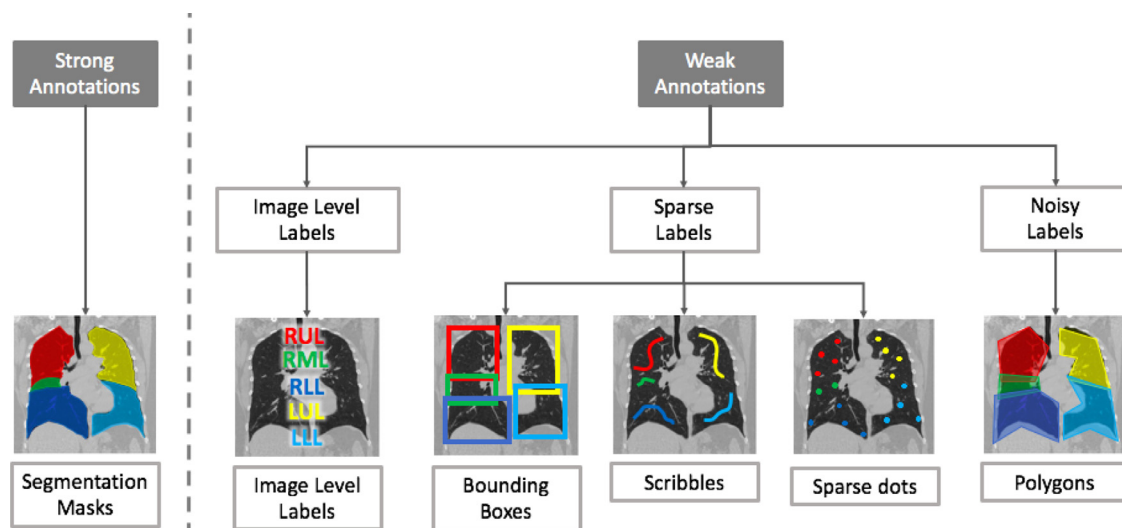 Strong
Annotations
Weak
Annotations
Image Level
Labels
Sparse
Labels
Noisy
Labels
RUL
RML
RLL
LUL
LLL
Segmentation
Masks
Image Level
Labels
Bounding
Boxes
Scribbles
Sparse dots
Polygons